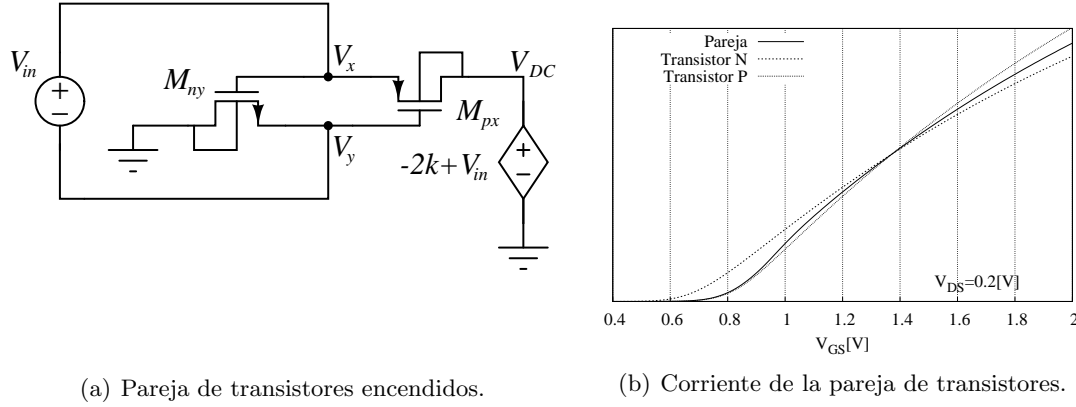 V_in
+
−
M_ny
V_x
V_y
M_px
V_DC
-2k+V_in
+
−
(a) Pareja de transistores encendidos.
Pareja
Transistor N
Transistor P
V_DS=0.2[V]
0.4 0.6 0.8 1 1.2 1.4 1.6 1.8 2
V_GS[V]
(b) Corriente de la pareja de transistores.